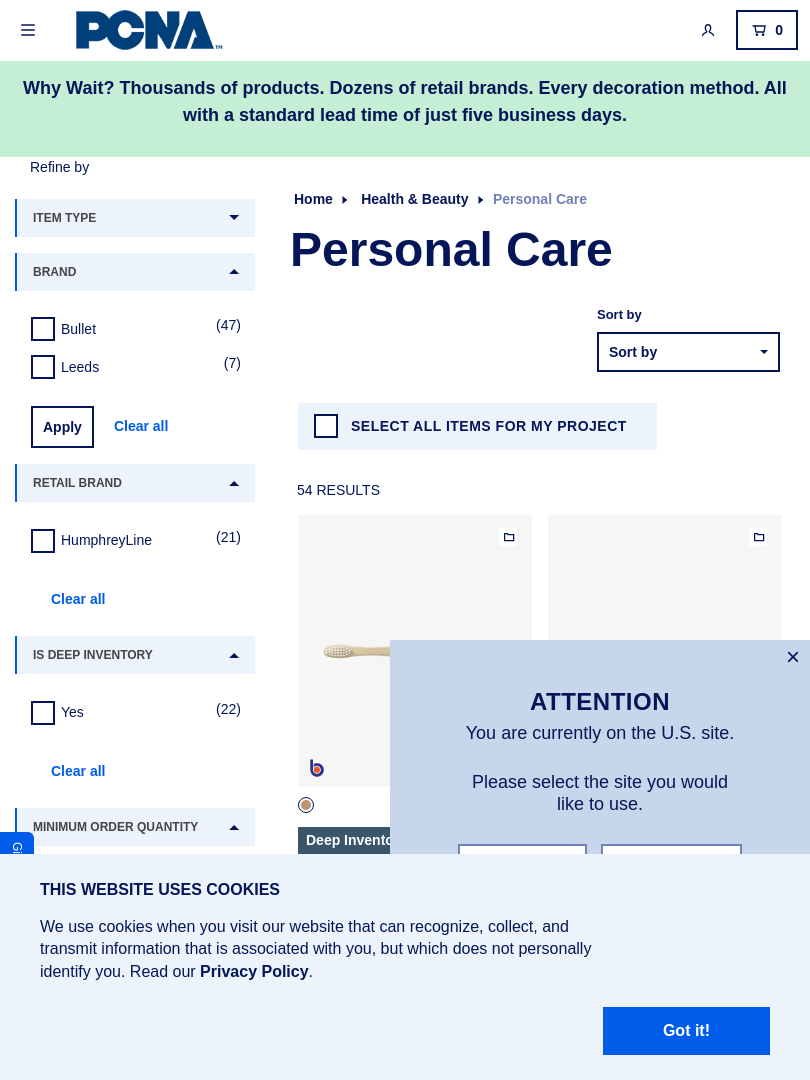 PCNA™
0
Why Wait? Thousands of products. Dozens of retail brands. Every decoration method. All
with a standard lead time of just five business days.
Refine by
ITEM TYPE
BRAND
Bullet (47)
Leeds (7)
Apply Clear all
RETAIL BRAND
HumphreyLine (21)
Clear all
IS DEEP INVENTORY
Yes (22)
Clear all
MINIMUM ORDER QUANTITY
Home Health & Beauty Personal Care
Personal Care
Sort by
Sort by
SELECT ALL ITEMS FOR MY PROJECT
54 RESULTS
b
Deep Invento
×
ATTENTION
You are currently on the U.S. site.
Please select the site you would
like to use.
THIS WEBSITE USES COOKIES
We use cookies when you visit our website that can recognize, collect, and
transmit information that is associated with you, but which does not personally
identify you. Read our Privacy Policy.
Got it!